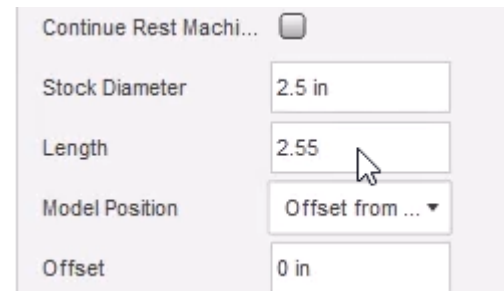 Continue Rest Machi...
Stock Diameter 2.5 in
Length 2.55
Model Position Offset from ...
Offset 0 in